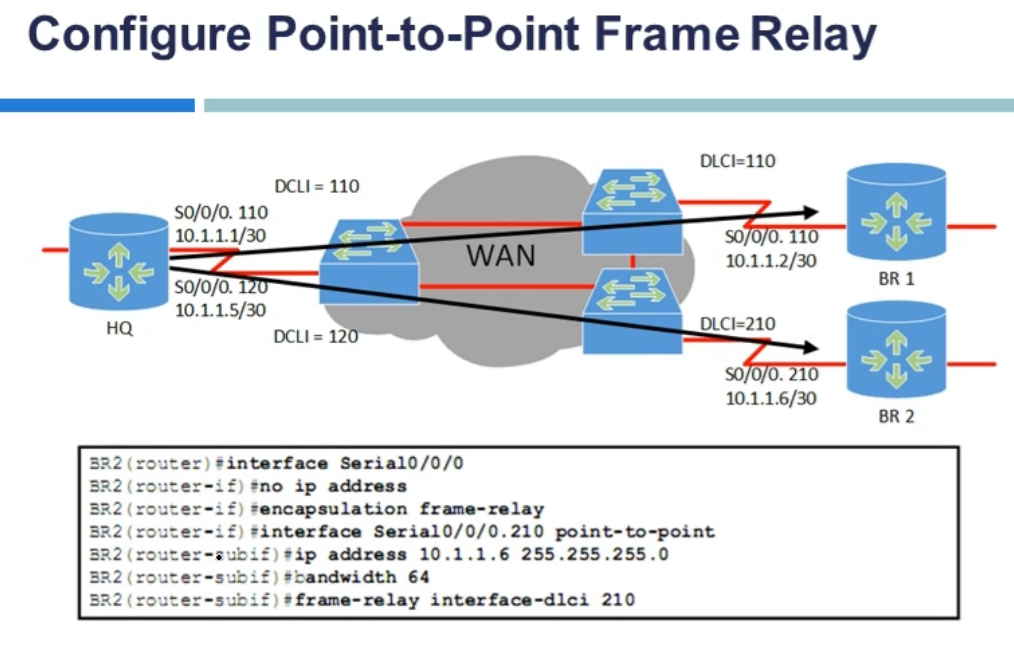 Configure Point-to-Point Frame Relay
DLCI=110
DCLI = 110
S0/0/0. 110
10.1.1.1/30
WAN
S0/0/0. 110
10.1.1.2/30
BR 1
S0/0/0. 120
10.1.1.5/30
HQ
DCLI = 120
DLCI=210
S0/0/0. 210
10.1.1.6/30
BR 2
BR2(router)#interface Serial0/0/0
BR2(router-if)#no ip address
BR2(router-if)#encapsulation frame-relay
BR2(router-if)#interface Serial0/0/0.210 point-to-point
BR2(router-subif)#ip address 10.1.1.6 255.255.255.0
BR2(router-subif)#bandwidth 64
BR2(router-subif)#frame-relay interface-dlci 210